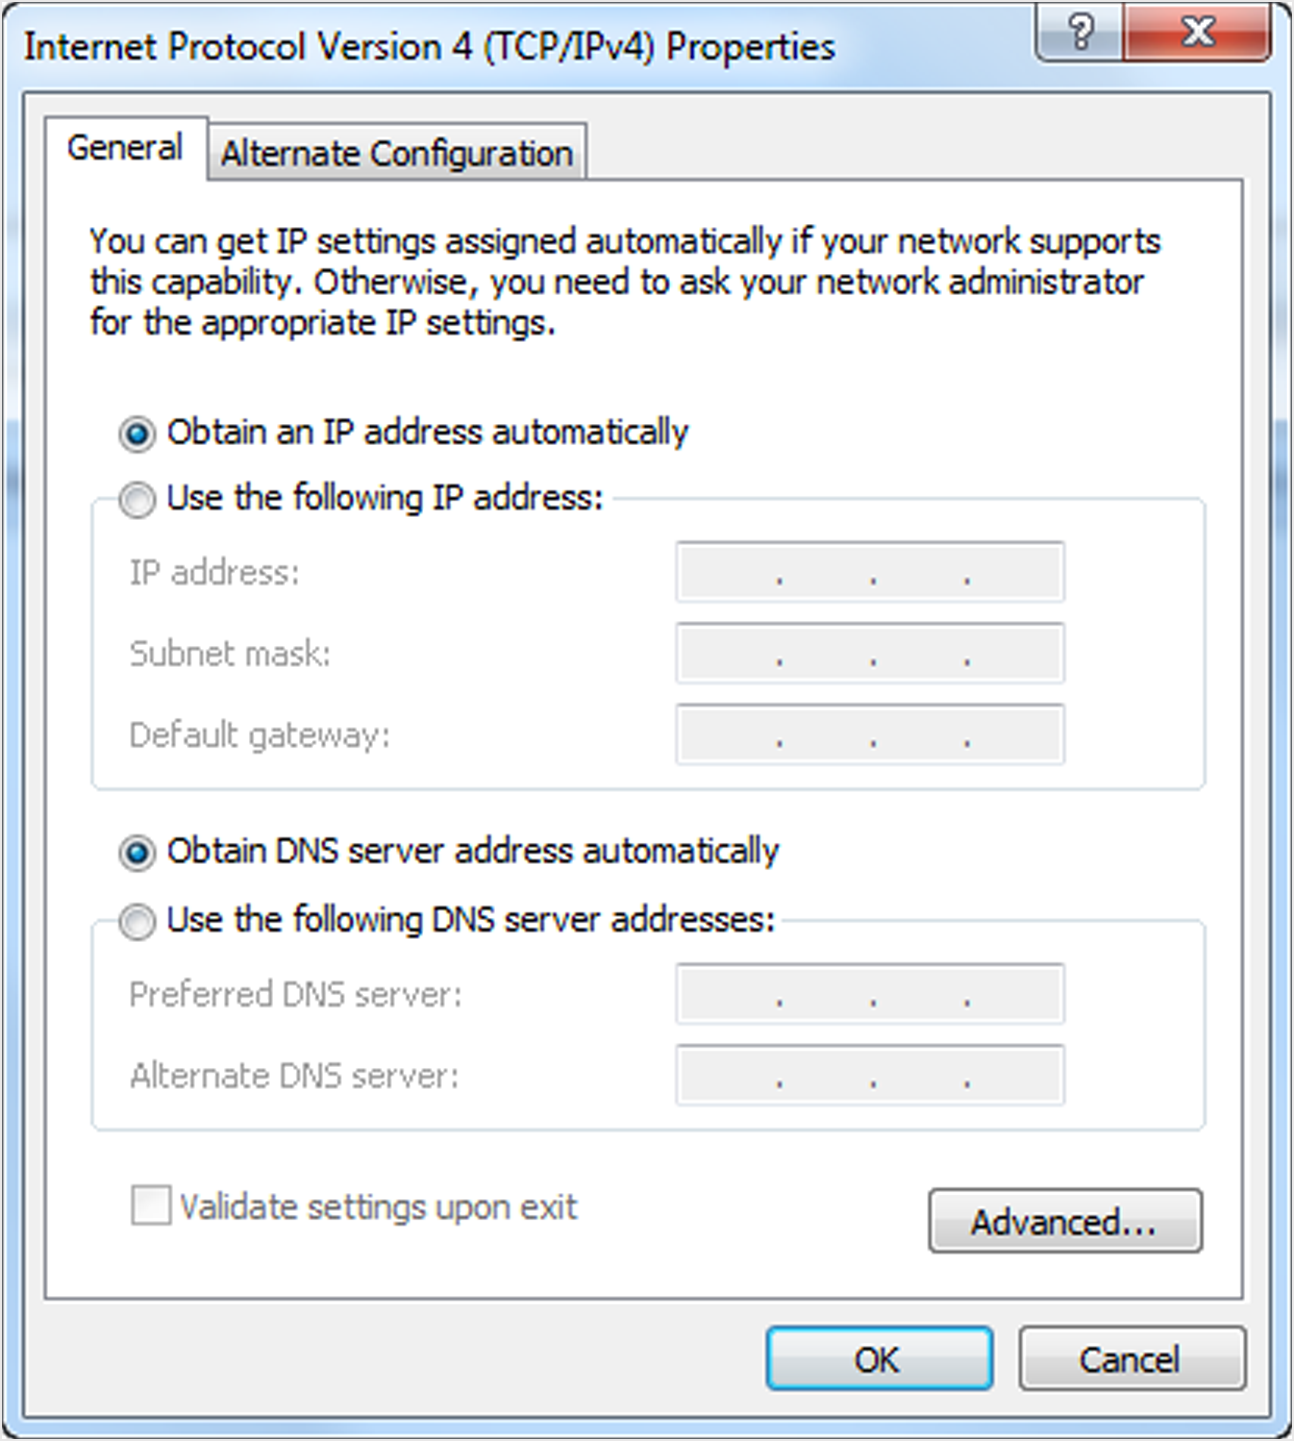 Internet Protocol Version 4 (TCP/IPv4) Properties
?
X
General
Alternate Configuration
You can get IP settings assigned automatically if your network supports
this capability. Otherwise, you need to ask your network administrator
for the appropriate IP settings.
Obtain an IP address automatically
Use the following IP address:
IP address: . . .
Subnet mask: . . .
Default gateway: . . .
Obtain DNS server address automatically
Use the following DNS server addresses:
Preferred DNS server: . . .
Alternate DNS server: . . .
Validate settings upon exit
Advanced...
OK
Cancel